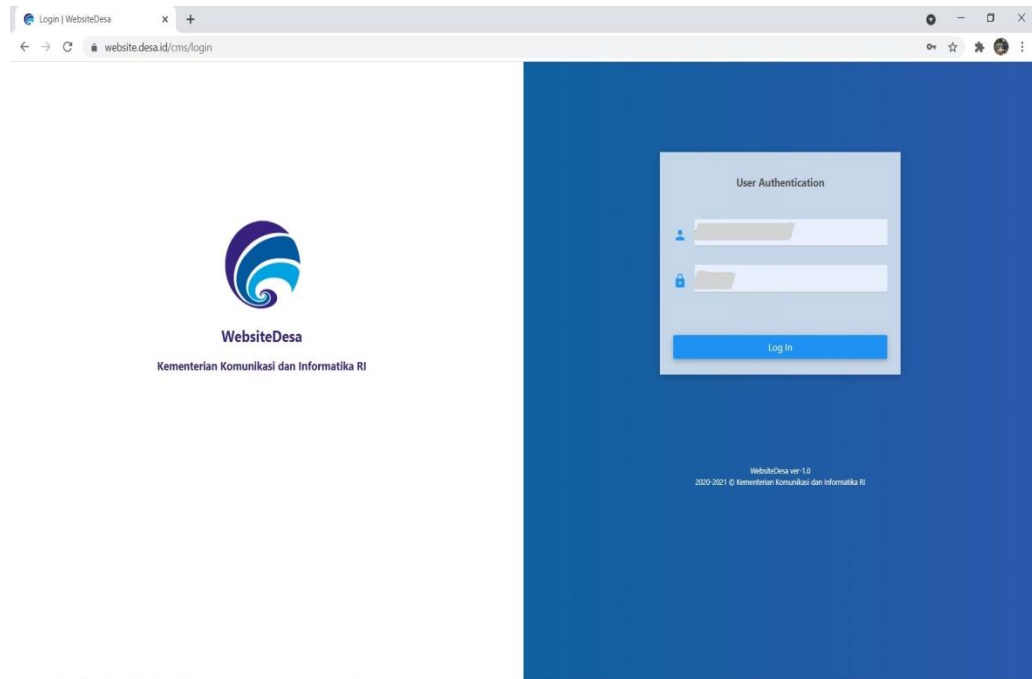 Login | WebsiteDesa
website.desa.id/cms/login
WebsiteDesa
Kementerian Komunikasi dan Informatika RI
User Authentication
Log In
WebsiteDesa ver-1.0
2020-2021 © Kementerian Komunikasi dan Informatika RI